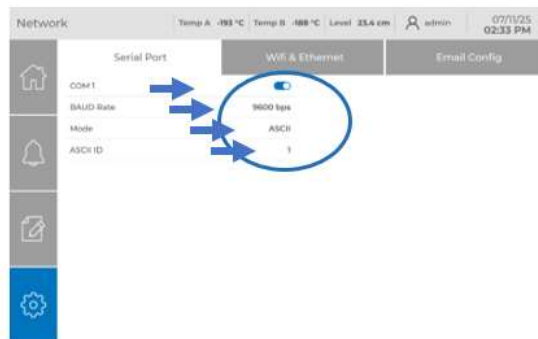 Network Temp A -193 °C Temp B -188 °C Level 23.4 cm admin 07/11/25
02:33 PM
Serial Port Wifi & Ethernet Email Config
COM 1
BAUD Rate 9600 bps
Mode ASCII
ASCII ID 1